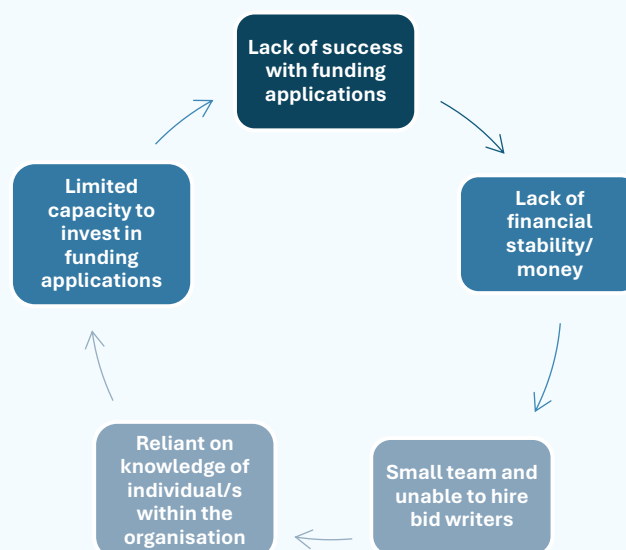 Lack of success
with funding
applications
Lack of
financial
stability/
money
Small team and
unable to hire
bid writers
Reliant on
knowledge of
individual/s
within the
organisation
Limited
capacity to
invest in
funding
applications